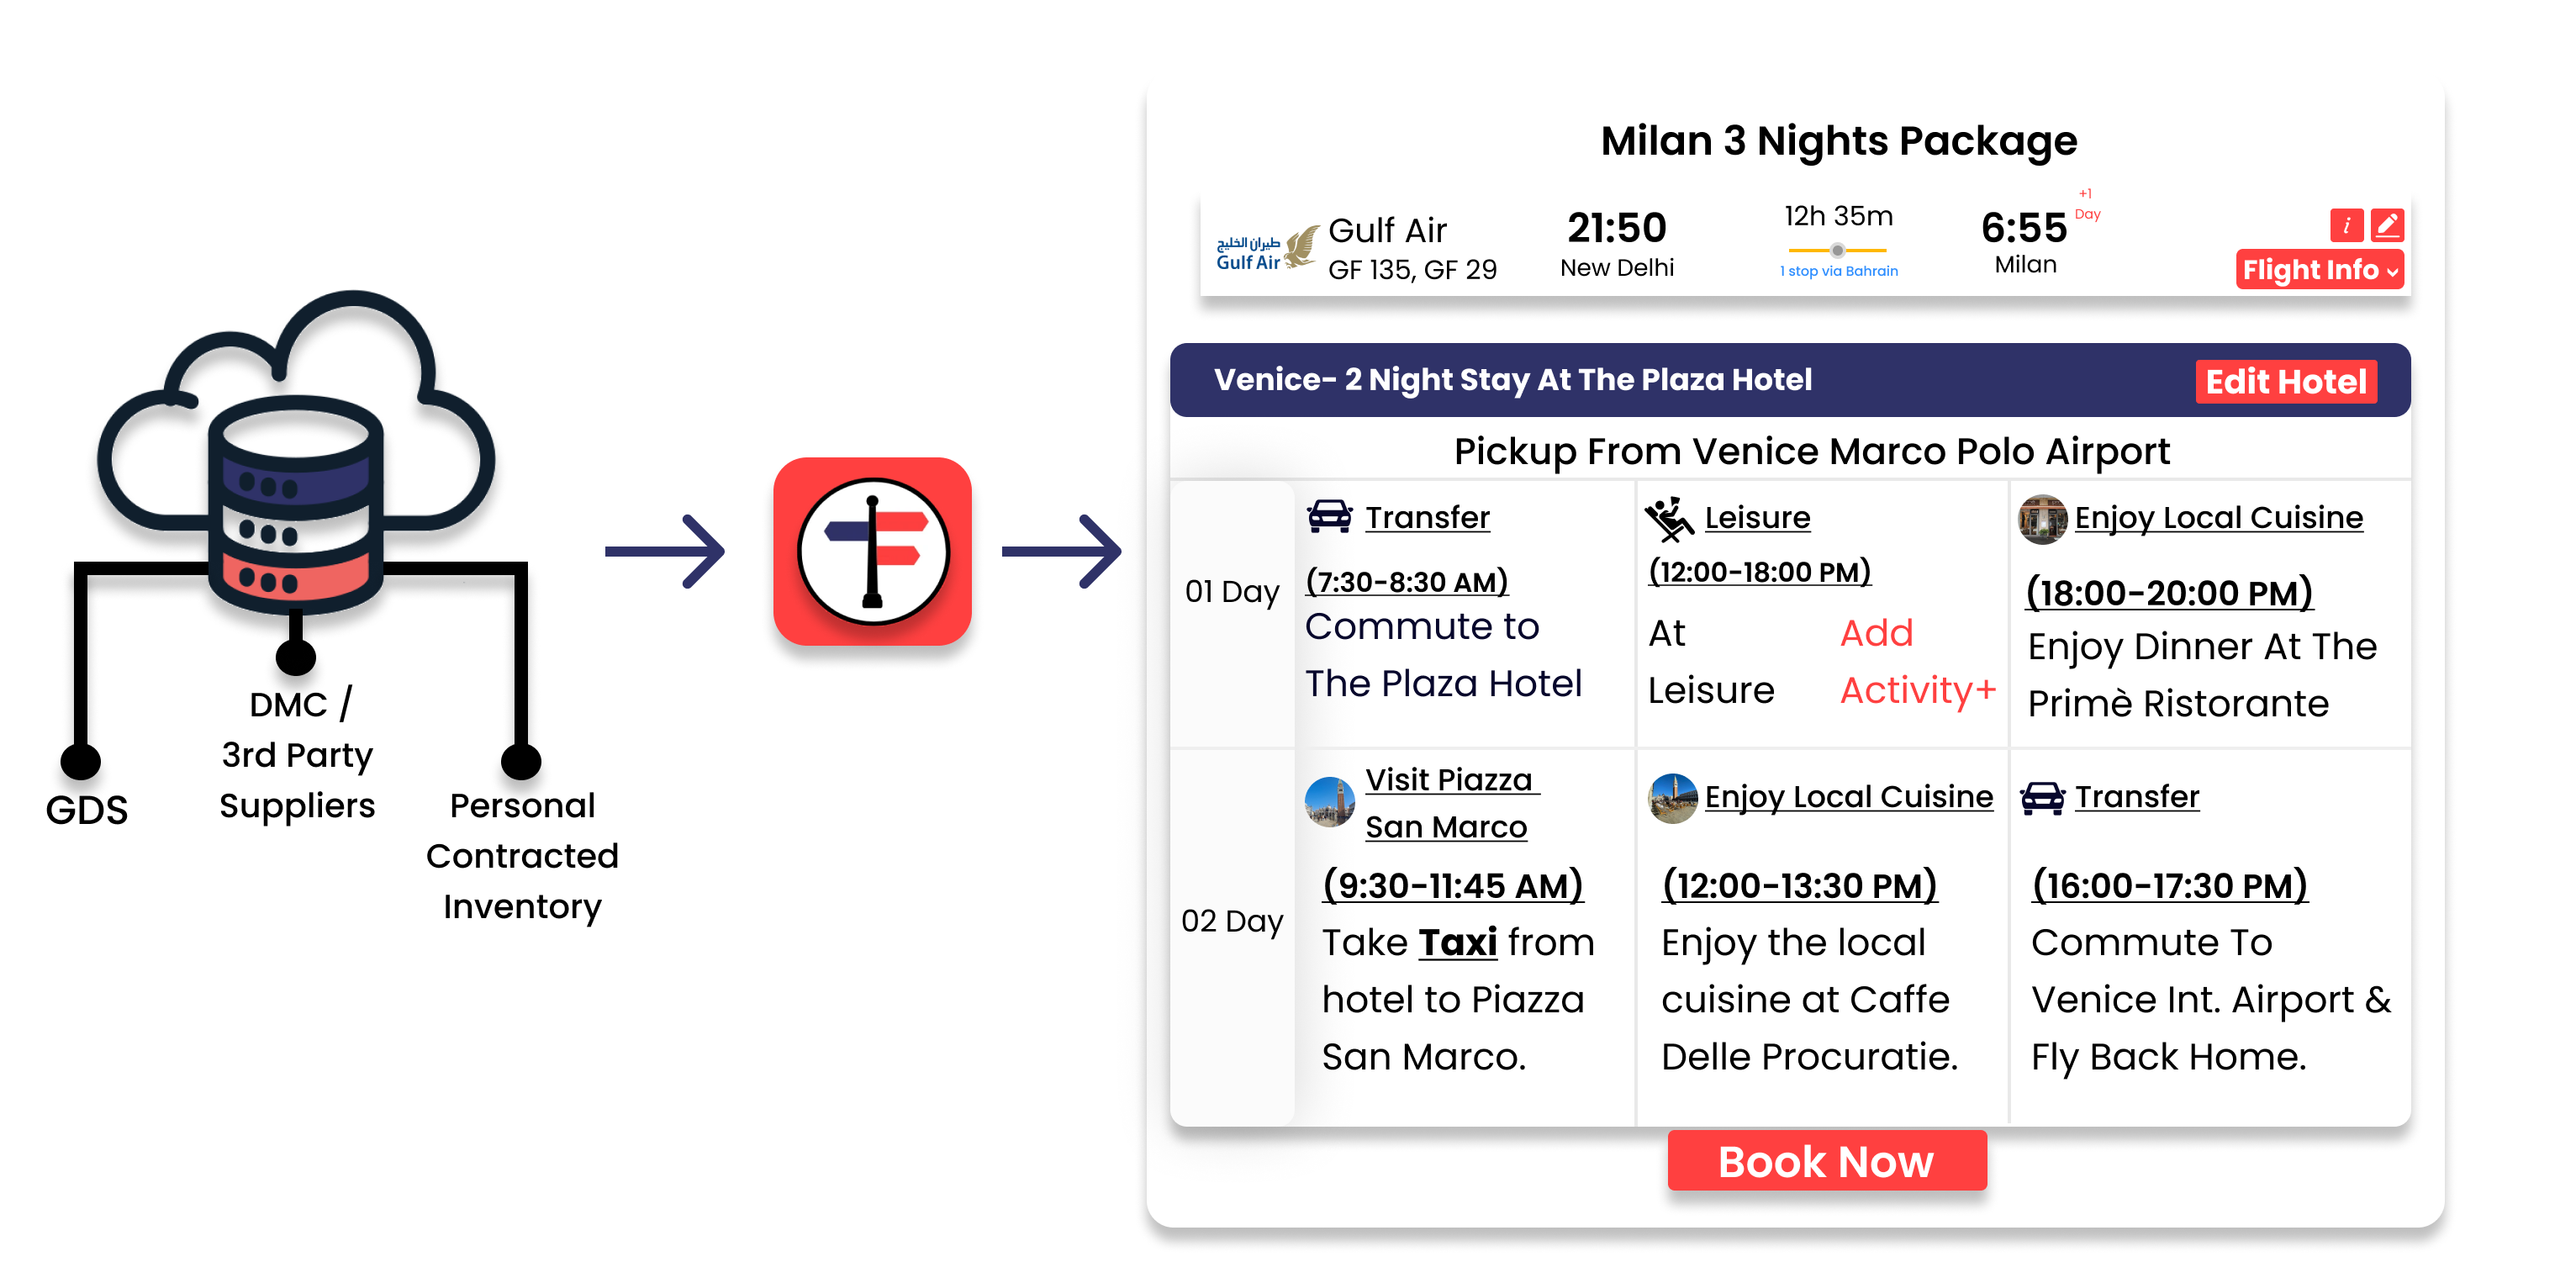 GDS
DMC /
3rd Party
Suppliers
Personal
Contracted
Inventory
Milan 3 Nights Package
طيران الخليج
Gulf Air
Gulf Air
GF 135, GF 29
21:50
New Delhi
12h 35m
1 stop via Bahrain
6:55
Milan
+1
Day
i
Flight Info
Venice- 2 Night Stay At The Plaza Hotel
Edit Hotel
Pickup From Venice Marco Polo Airport
01 Day
Transfer
(7:30-8:30 AM)
Commute to
The Plaza Hotel
Leisure
(12:00-18:00 PM)
At
Leisure
Add
Activity+
Enjoy Local Cuisine
(18:00-20:00 PM)
Enjoy Dinner At The
Primè Ristorante
02 Day
Visit Piazza
San Marco
(9:30-11:45 AM)
Take Taxi from
hotel to Piazza
San Marco.
Enjoy Local Cuisine
(12:00-13:30 PM)
Enjoy the local
cuisine at Caffe
Delle Procuratie.
Transfer
(16:00-17:30 PM)
Commute To
Venice Int. Airport &
Fly Back Home.
Book Now